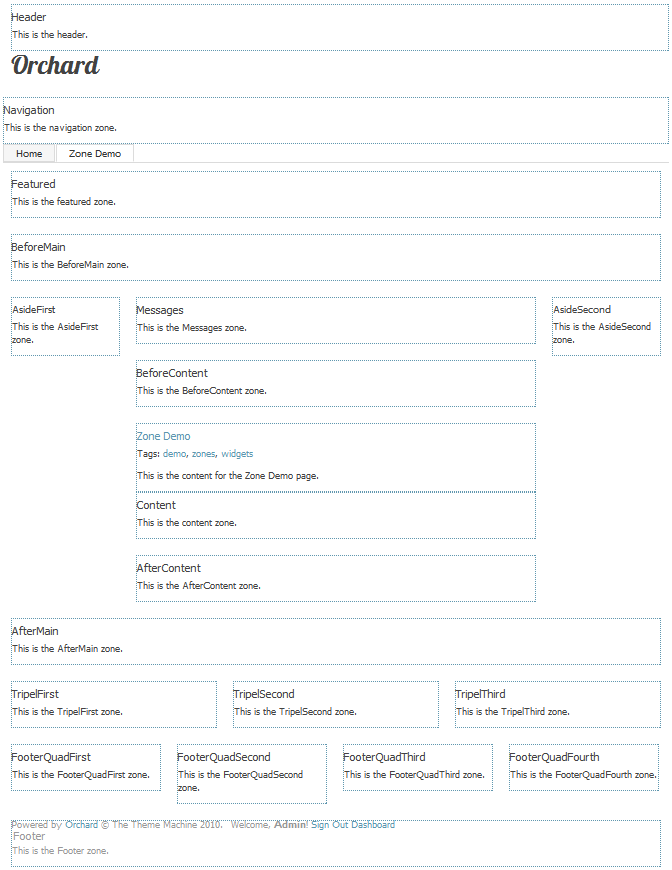 Header
This is the header.
Orchard
Navigation
This is the navigation zone.
Home Zone Demo
Featured
This is the featured zone.
BeforeMain
This is the BeforeMain zone.
AsideFirst
This is the AsideFirst
zone.
Messages
This is the Messages zone.
AsideSecond
This is the AsideSecond
zone.
BeforeContent
This is the BeforeContent zone.
Zone Demo
Tags: demo, zones, widgets
This is the content for the Zone Demo page.
Content
This is the content zone.
AfterContent
This is the AfterContent zone.
AfterMain
This is the AfterMain zone.
TripelFirst
This is the TripelFirst zone.
TripelSecond
This is the TripelSecond zone.
TripelThird
This is the TripelThird zone.
FooterQuadFirst
This is the FooterQuadFirst zone.
FooterQuadSecond
This is the FooterQuadSecond
zone.
FooterQuadThird
This is the FooterQuadThird zone.
FooterQuadFourth
This is the FooterQuadFourth zone.
Powered by Orchard © The Theme Machine 2010. Welcome, Admin! Sign Out Dashboard
Footer
This is the Footer zone.